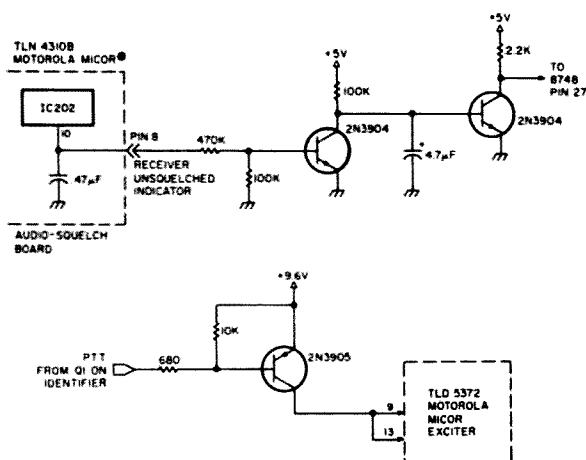 TLN 4310B
MOTOROLA MICOR
IC202
10
.47µF
AUDIO-SQUELCH
BOARD
PIN 8
RECEIVER
UNSQUELCHED
INDICATOR
470K
100K
+5V
100K
2N3904
+
4.7µF
+5V
2.2K
TO
8748
PIN 27
2N3904
+9.6V
10K
2N3905
PTT
FROM Q1 ON
IDENTIFIER
680
9
13
TLD 5372
MOTOROLA
MICOR
EXCITER